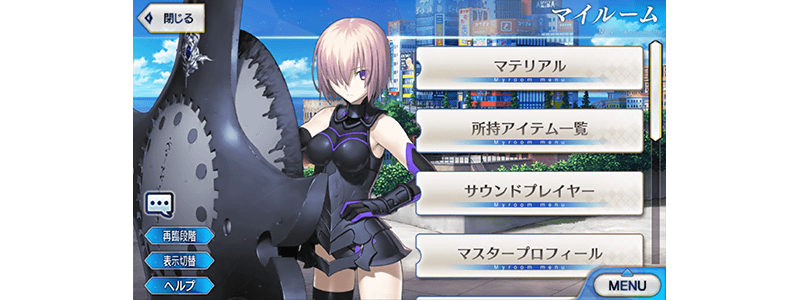 閉じる
マイルーム
マテリアル
Myroom menu
所持アイテム一覧
Myroom menu
サウンドプレイヤー
Myroom menu
マスタープロフィール
Myroom menu
再臨段階
表示切替
ヘルプ
MENU